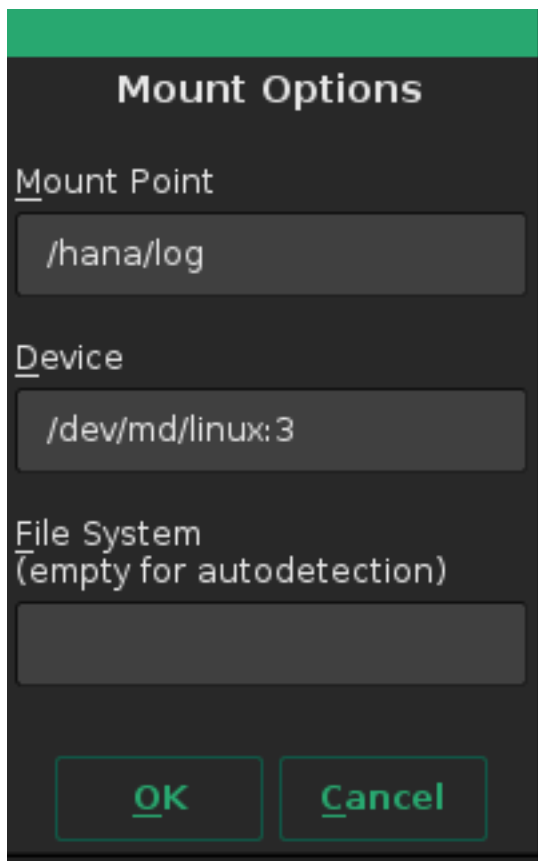 Mount Options
Mount Point
/hana/log
Device
/dev/md/linux:3
File System
(empty for autodetection)
OK
Cancel